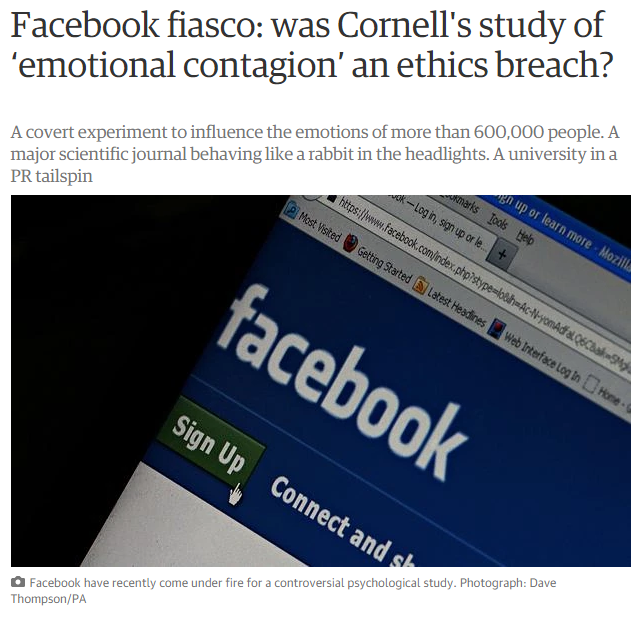 Facebook fiasco: was Cornell's study of
‘emotional contagion’ an ethics breach?
A covert experiment to influence the emotions of more than 600,000 people. A
major scientific journal behaving like a rabbit in the headlights. A university in a
PR tailspin
ign up or learn more - Mozilla
okmarks Tools Help
ook — Log in, sign up or le...
https://www.facebook.com/index.php?stype=lo&lh=Ac-
Most Visited Getting Started Latest Headlines Web Interface Log In Home -
facebook
Sign Up
Connect and sh
Facebook have recently come under fire for a controversial psychological study. Photograph: Dave
Thompson/PA